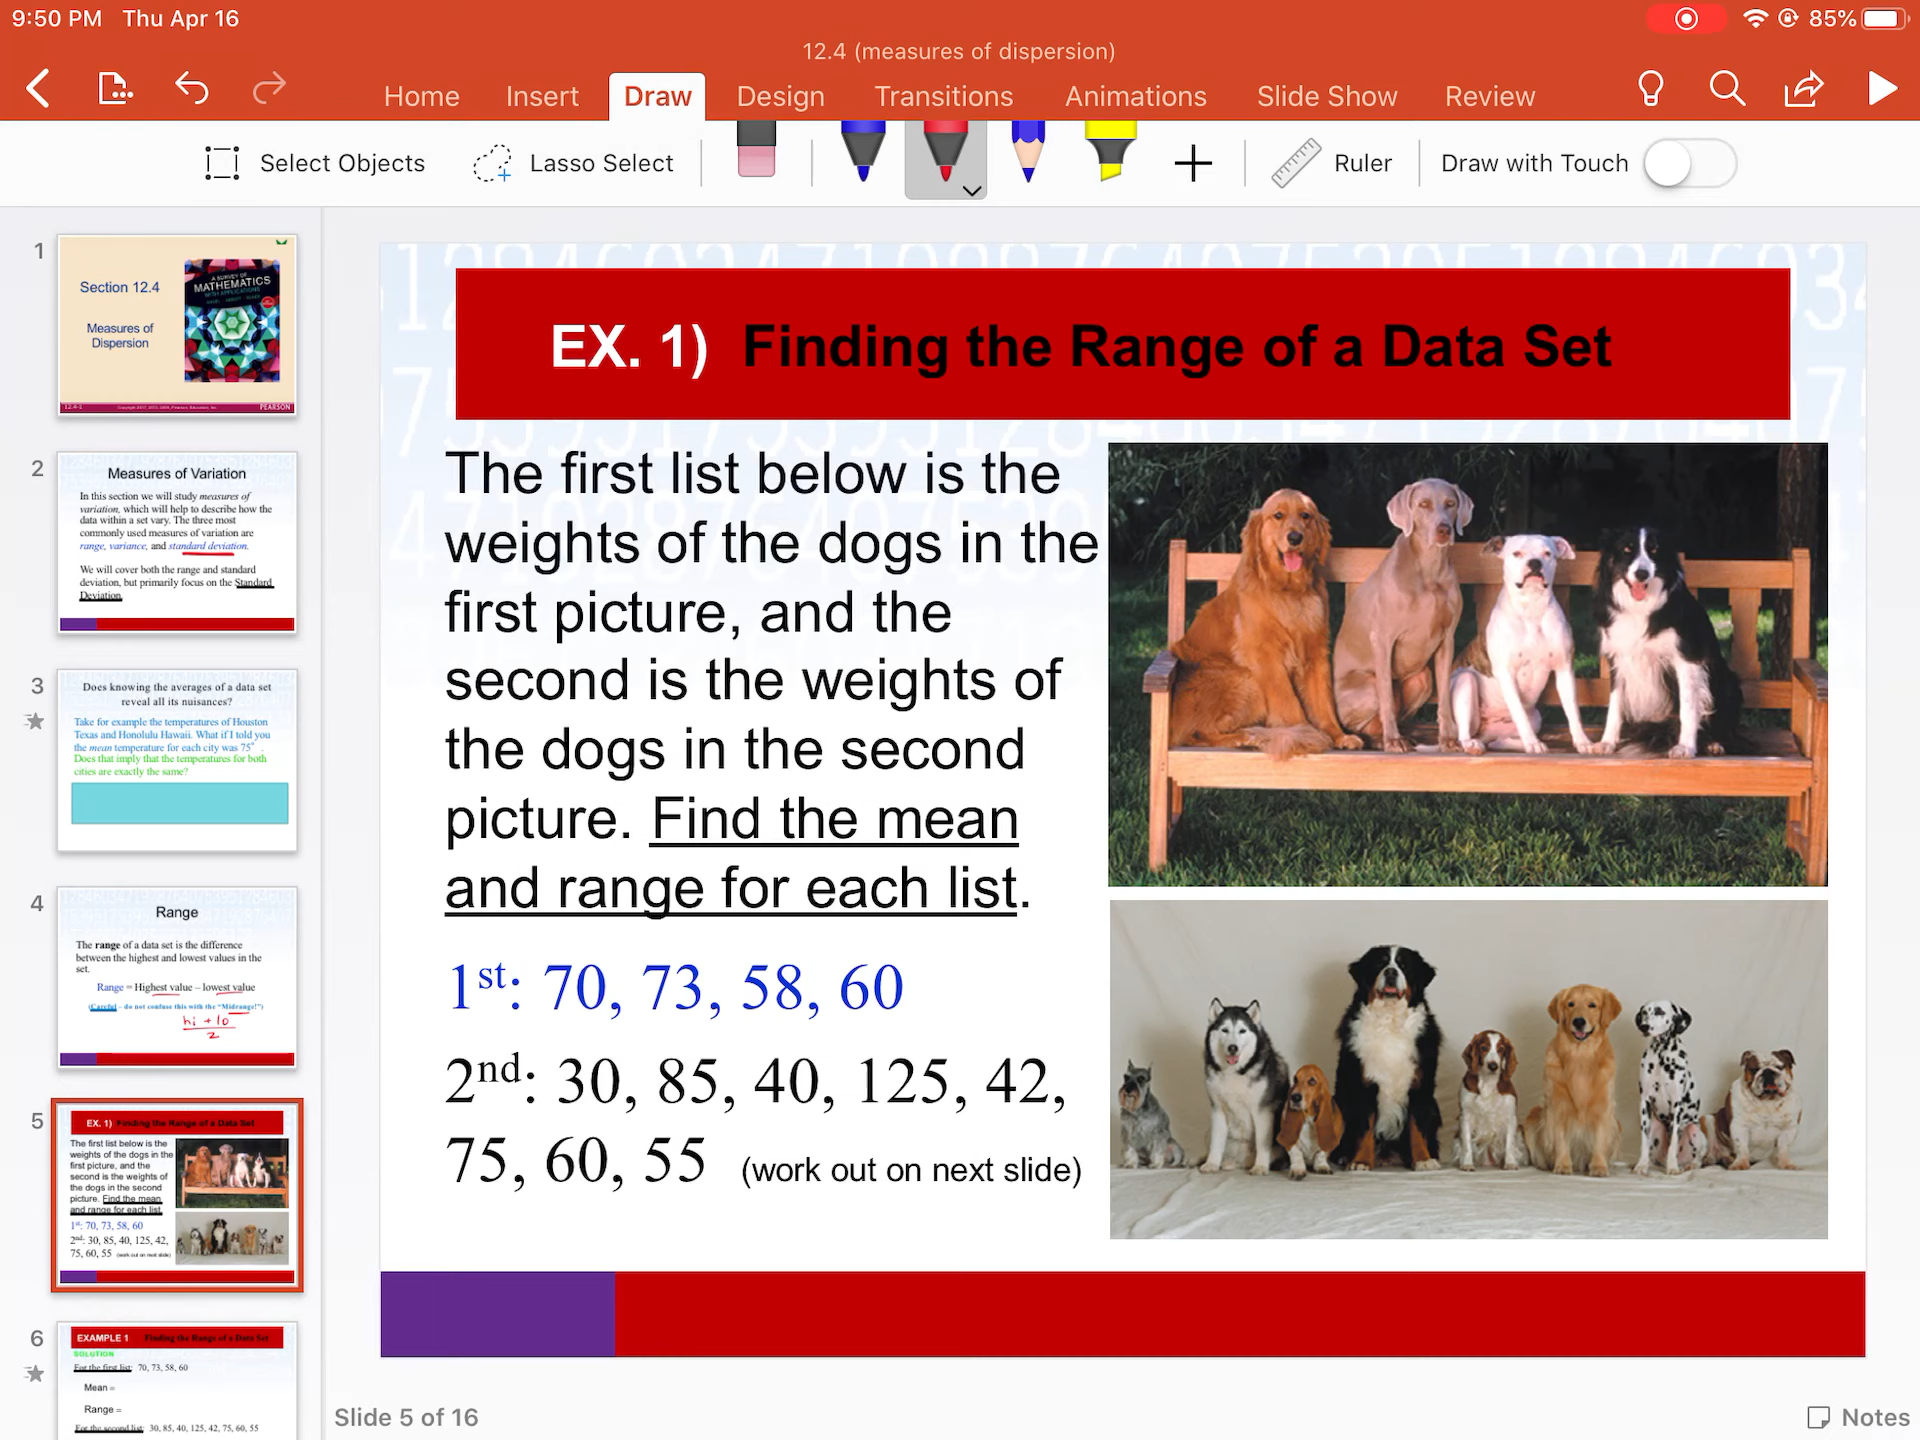 9:50 PM Thu Apr 16
85%
12.4 (measures of dispersion)
Home Insert Draw Design Transitions Animations Slide Show Review
Select Objects Lasso Select Ruler Draw with Touch
1
Section 12.4
Measures of
Dispersion
MATHEMATICS
12.4-1
PEARSON
2
Measures of Variation
In this section we will study measures of
variation, which will help to describe how the
data within a set vary. The three most
commonly used measures of variation are
range, variance, and standard deviation.
We will cover both the range and standard
deviation, but primarily focus on the Standard
Deviation.
3
Does knowing the averages of a data set
reveal all its nuisances?
Take for example the temperatures of Houston
Texas and Honolulu Hawaii. What if I told you
the mean temperature for each city was 75° .
Does that imply that the temperatures for both
cities are exactly the same?
4
Range
The range of a data set is the difference
between the highest and lowest values in the
set.
Range = Highest value – lowest value
(Careful – do not confuse this with the "Midrange!")
hi + lo
2
5
EX. 1) Finding the Range of a Data Set
The first list below is the
weights of the dogs in the
first picture, and the
second is the weights of
the dogs in the second
picture. Find the mean
and range for each list.
1st: 70, 73, 58, 60
2nd: 30, 85, 40, 125, 42,
75, 60, 55 (work out on next slide)
6
EXAMPLE 1 Finding the Range of a Data Set
SOLUTION
For the first list: 70, 73, 58, 60
Mean =
Range =
For the second list: 30, 85, 40, 125, 42, 75, 60, 55
EX. 1) Finding the Range of a Data Set
The first list below is the
weights of the dogs in the
first picture, and the
second is the weights of
the dogs in the second
picture. Find the mean
and range for each list.
1st: 70, 73, 58, 60
2nd: 30, 85, 40, 125, 42,
75, 60, 55 (work out on next slide)
Slide 5 of 16
Notes